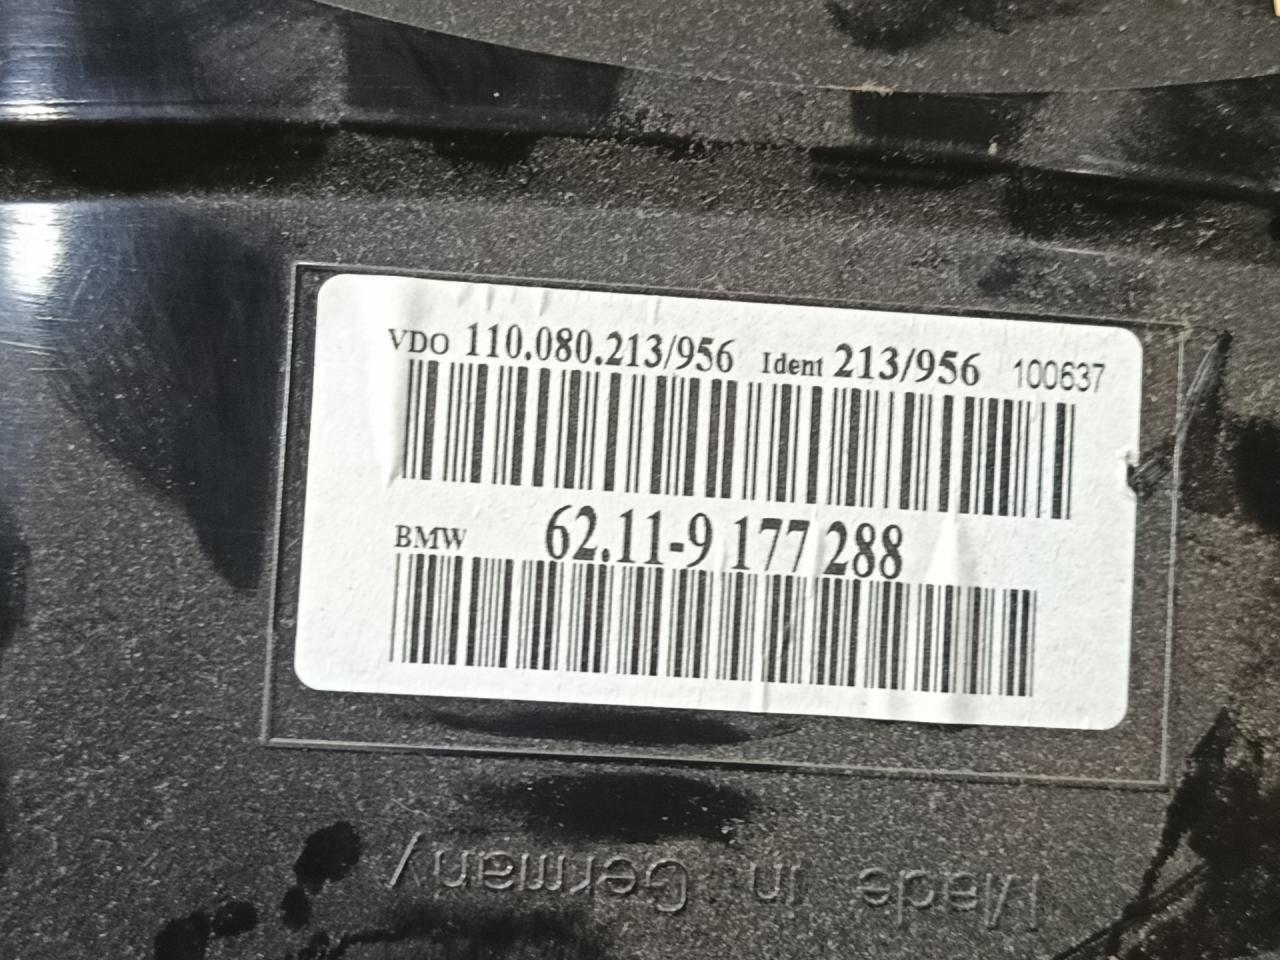 VDO 110.080.213/956 Ident 213/956 100637
BMW 62.11-9 177 288
Made in Germany